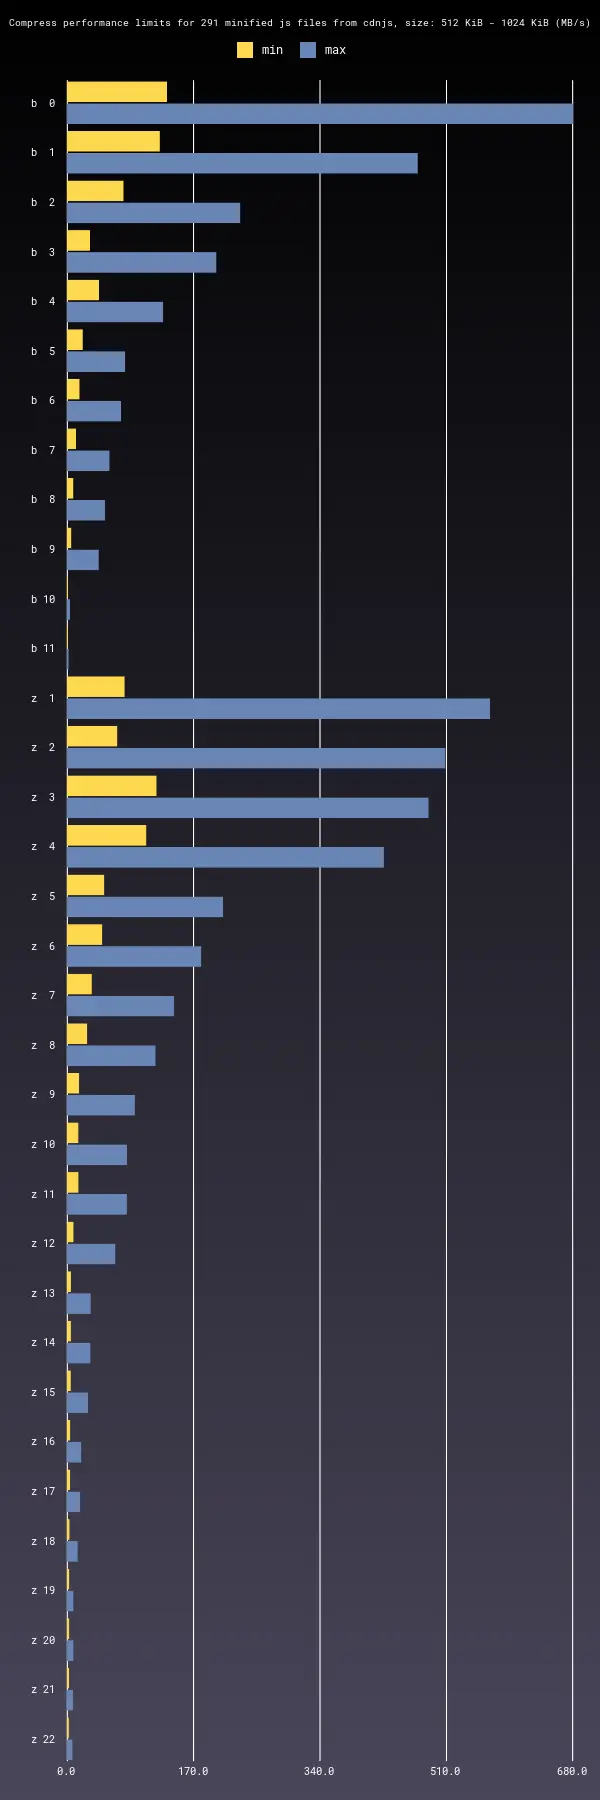 Compress performance limits for 291 minified js files from cdnjs, size: 512 KiB - 1024 KiB (MB/s)
min max
b 0
b 1
b 2
b 3
b 4
b 5
b 6
b 7
b 8
b 9
b 10
b 11
z 1
z 2
z 3
z 4
z 5
z 6
z 7
z 8
z 9
z 10
z 11
z 12
z 13
z 14
z 15
z 16
z 17
z 18
z 19
z 20
z 21
z 22
0.0 170.0 340.0 510.0 680.0